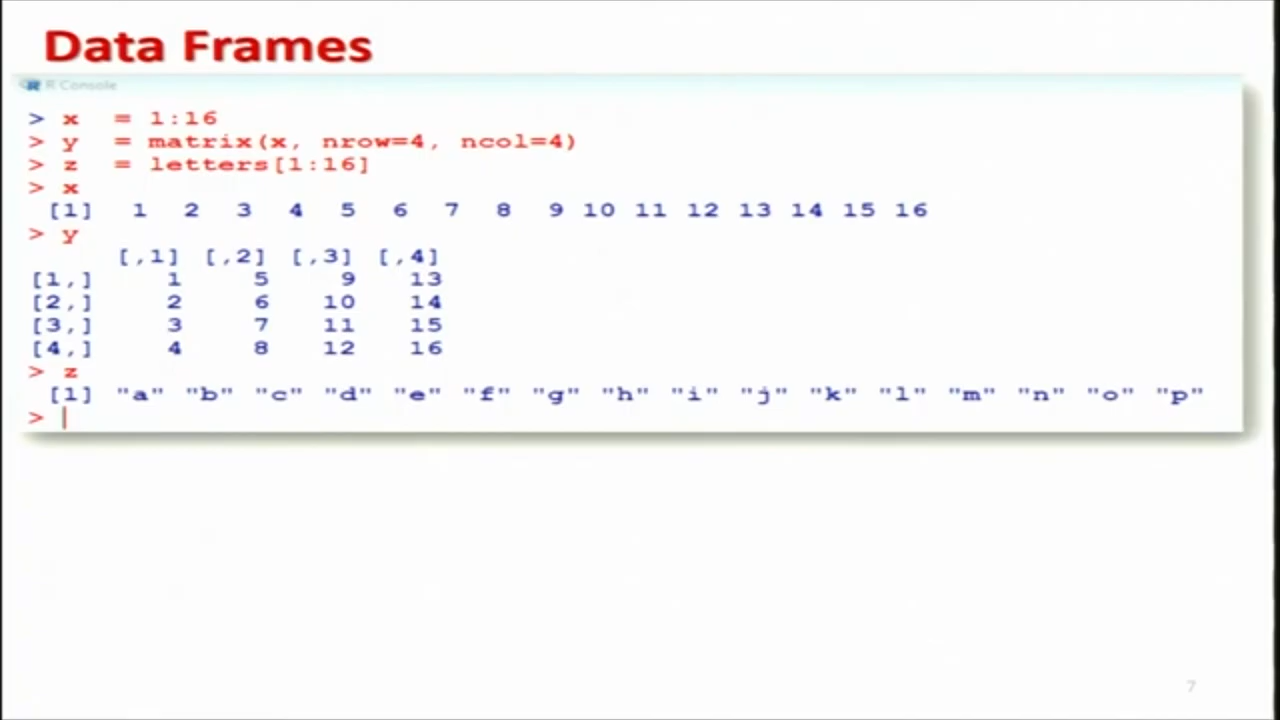 Data Frames
R Console
> x = 1:16
> y = matrix(x, nrow=4, ncol=4)
> z = letters[1:16]
> x
[1] 1 2 3 4 5 6 7 8 9 10 11 12 13 14 15 16
> y
[,1] [,2] [,3] [,4]
[1,] 1 5 9 13
[2,] 2 6 10 14
[3,] 3 7 11 15
[4,] 4 8 12 16
> z
[1] "a" "b" "c" "d" "e" "f" "g" "h" "i" "j" "k" "l" "m" "n" "o" "p"
>
7